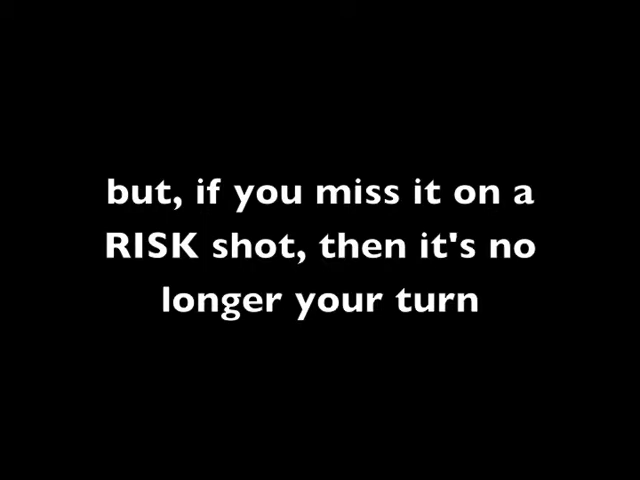 but, if you miss it on a
RISK shot, then it's no
longer your turn